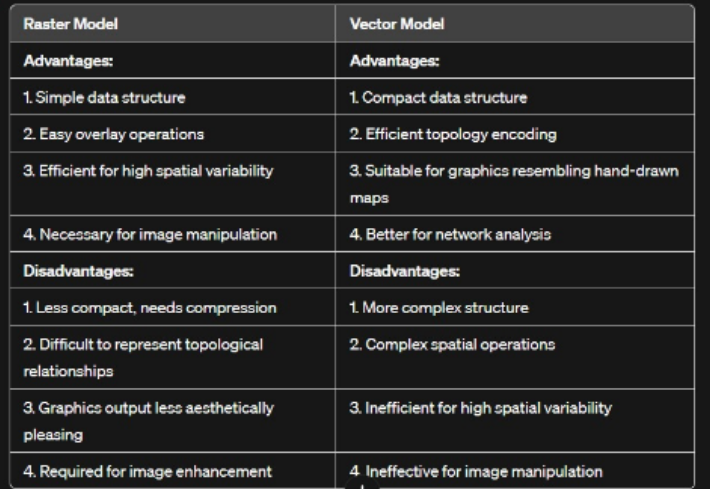 Raster Model
Vector Model
Advantages:
Advantages:
1. Simple data structure
1. Compact data structure
2. Easy overlay operations
2. Efficient topology encoding
3. Efficient for high spatial variability
3. Suitable for graphics resembling hand-drawn
maps
4. Necessary for image manipulation
4. Better for network analysis
Disadvantages:
Disadvantages:
1. Less compact, needs compression
1. More complex structure
2. Difficult to represent topological
relationships
2. Complex spatial operations
3. Graphics output less aesthetically
pleasing
3. Inefficient for high spatial variability
4. Required for image enhancement
4 Ineffective for image manipulation